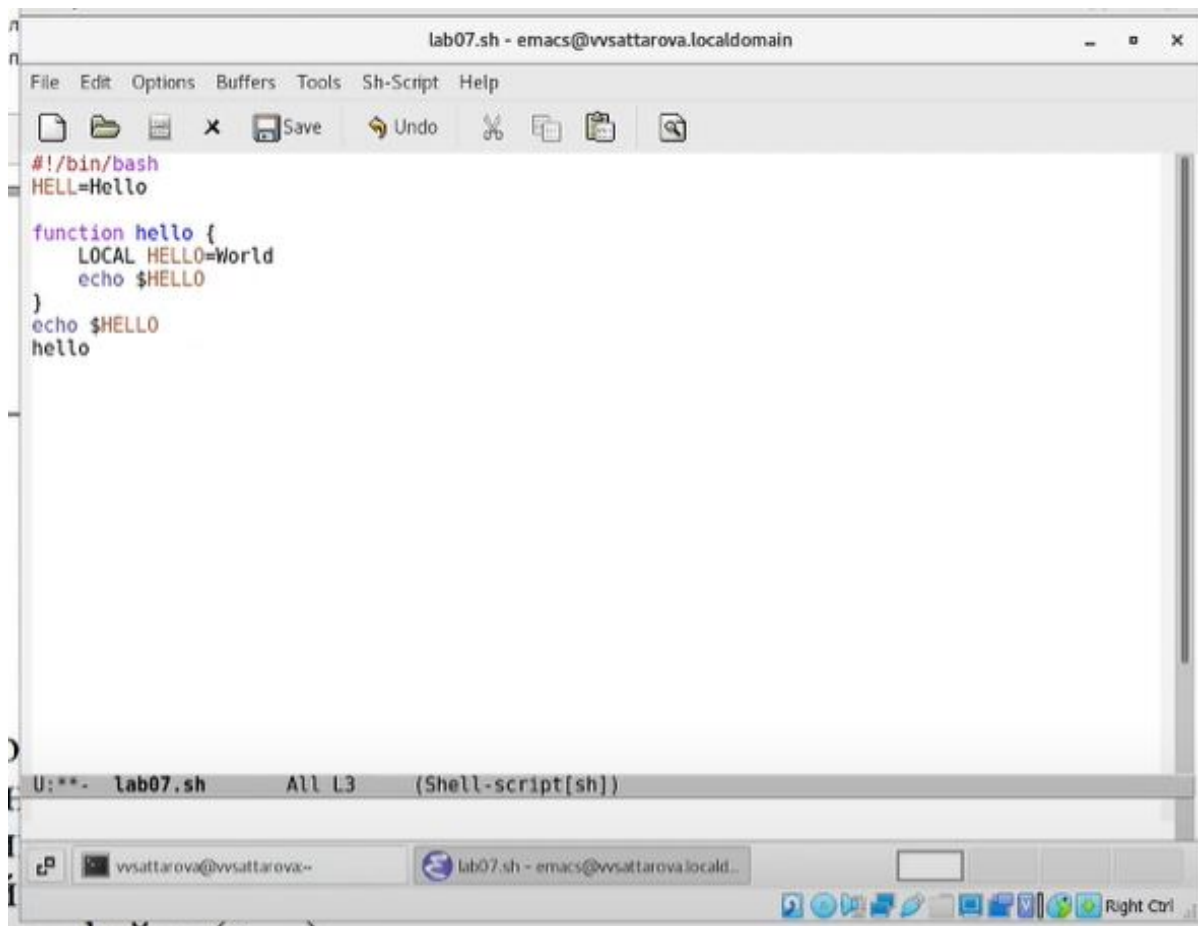 lab07.sh - emacs@vvsattarova.localdomain
File Edit Options Buffers Tools Sh-Script Help
Save Undo
#!/bin/bash
HELL=Hello
function hello {
    LOCAL HELLO=World
    echo $HELLO
}
echo $HELLO
hello
U:**- lab07.sh All L3 (Shell-script[sh])
vvsattarova@vvsattarova:~ lab07.sh - emacs@vvsattarova.locald...
Right Ctrl